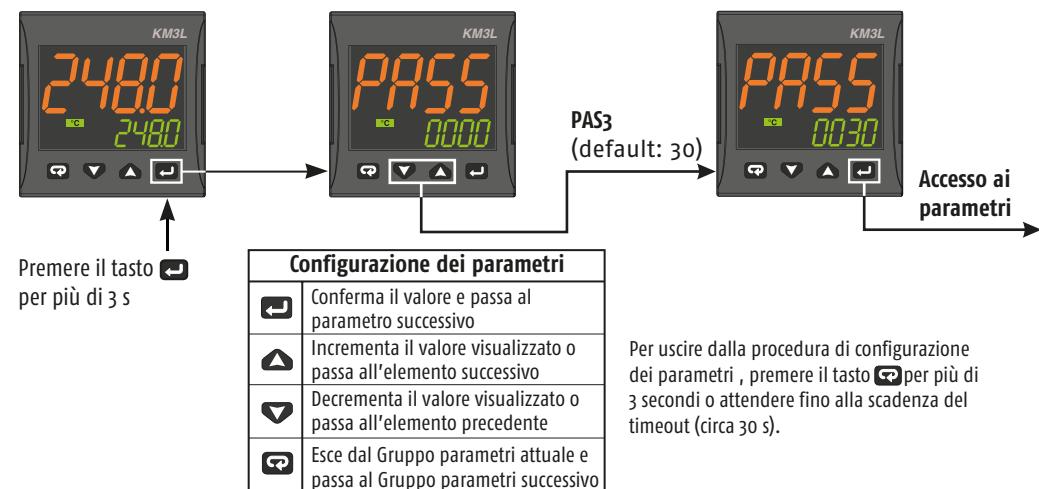 KM3L
248.0
°C
248.0
KM3L
PASS
°C
0000
PAS3
(default: 30)
KM3L
PASS
°C
0030
Accesso ai
parametri
Premere il tasto
per più di 3 s
Configurazione dei parametri
Conferma il valore e passa al
parametro successivo
Incrementa il valore visualizzato o
passa all'elemento successivo
Decrementa il valore visualizzato o
passa all'elemento precedente
Esce dal Gruppo parametri attuale e
passa al Gruppo parametri successivo
Per uscire dalla procedura di configurazione
dei parametri , premere il tasto per più di
3 secondi o attendere fino alla scadenza del
timeout (circa 30 s).